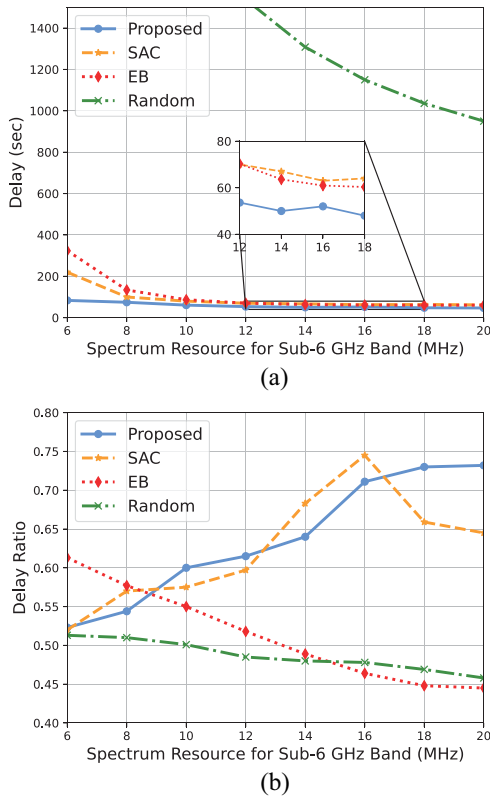 1400
1200
1000
800
600
400
200
0
Delay (sec)
Proposed
SAC
EB
Random
80
60
40
12 14 16 18
6 8 10 12 14 16 18 20
Spectrum Resource for Sub-6 GHz Band (MHz)
(a)
0.80
0.75
0.70
0.65
0.60
0.55
0.50
0.45
0.40
Delay Ratio
Proposed
SAC
EB
Random
6 8 10 12 14 16 18 20
Spectrum Resource for Sub-6 GHz Band (MHz)
(b)